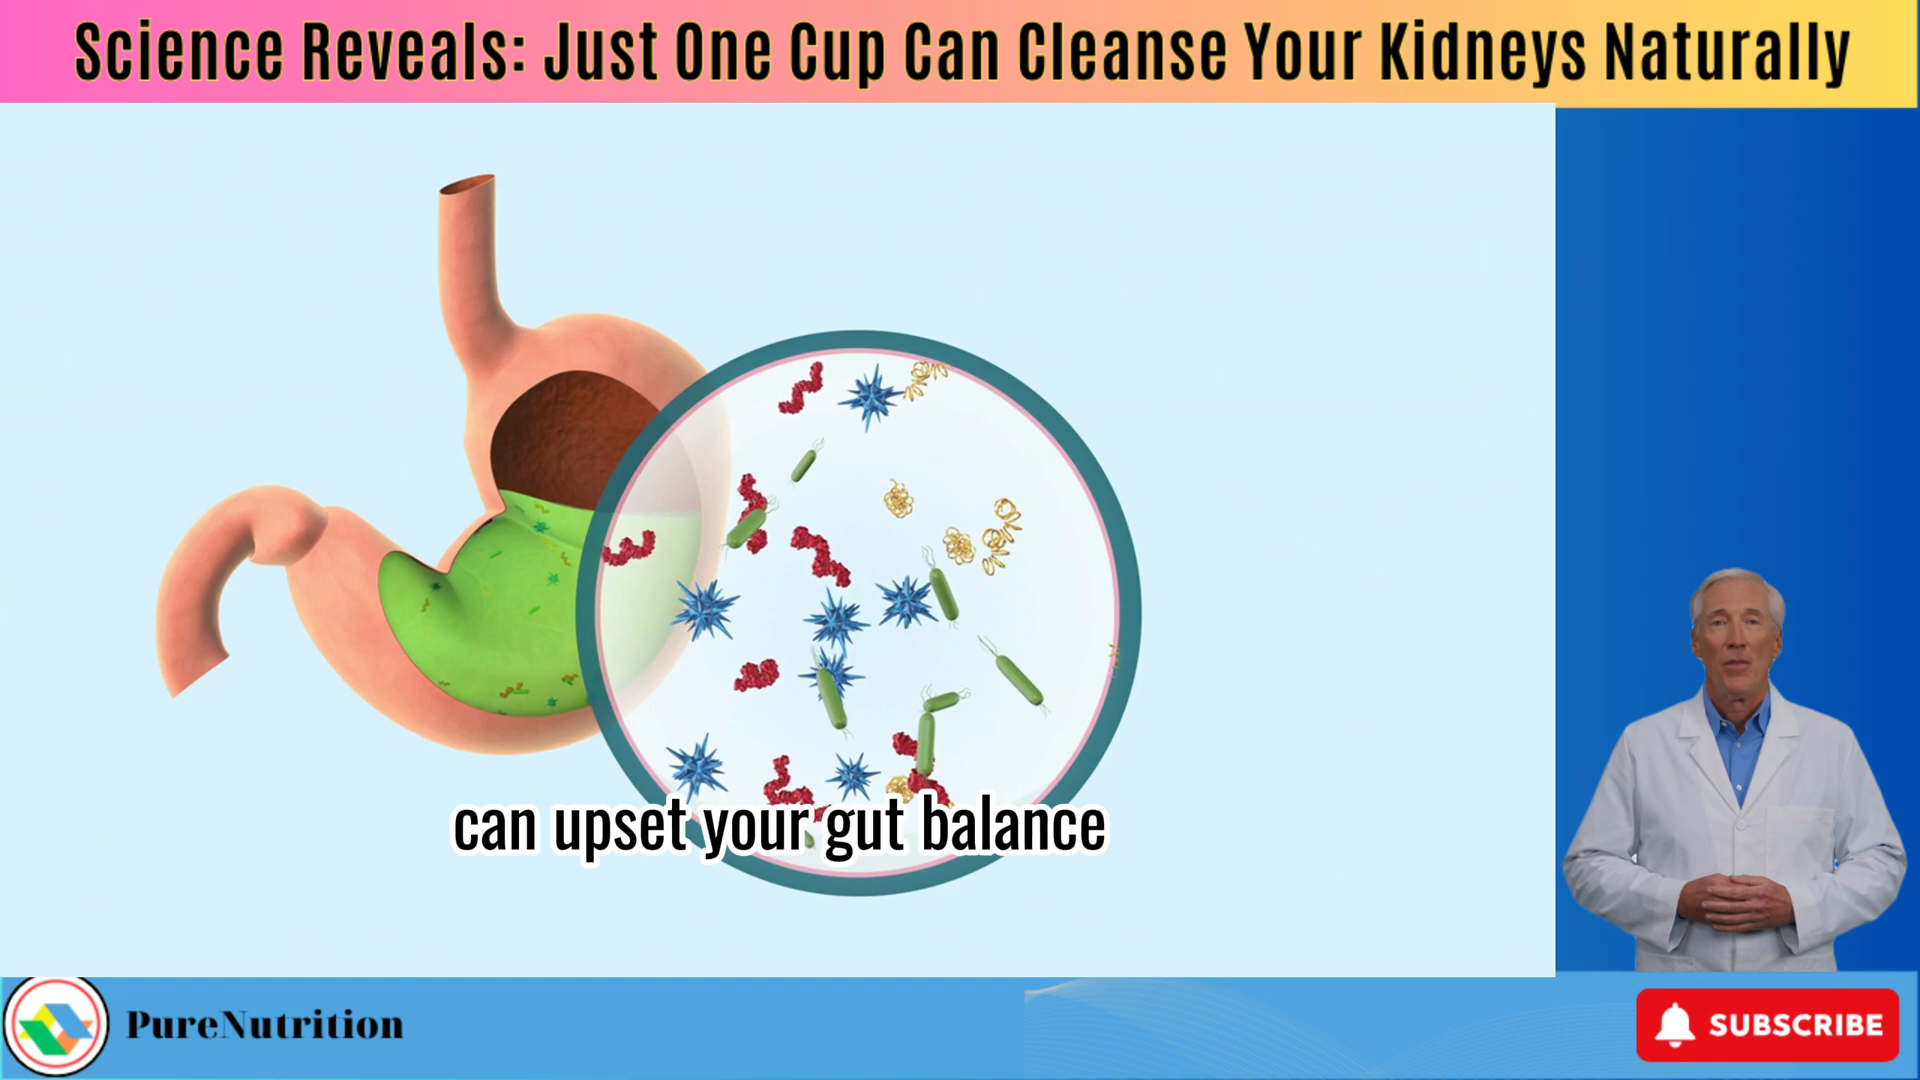 Science Reveals: Just One Cup Can Cleanse Your Kidneys Naturally
can upset your gut balance
PureNutrition
SUBSCRIBE